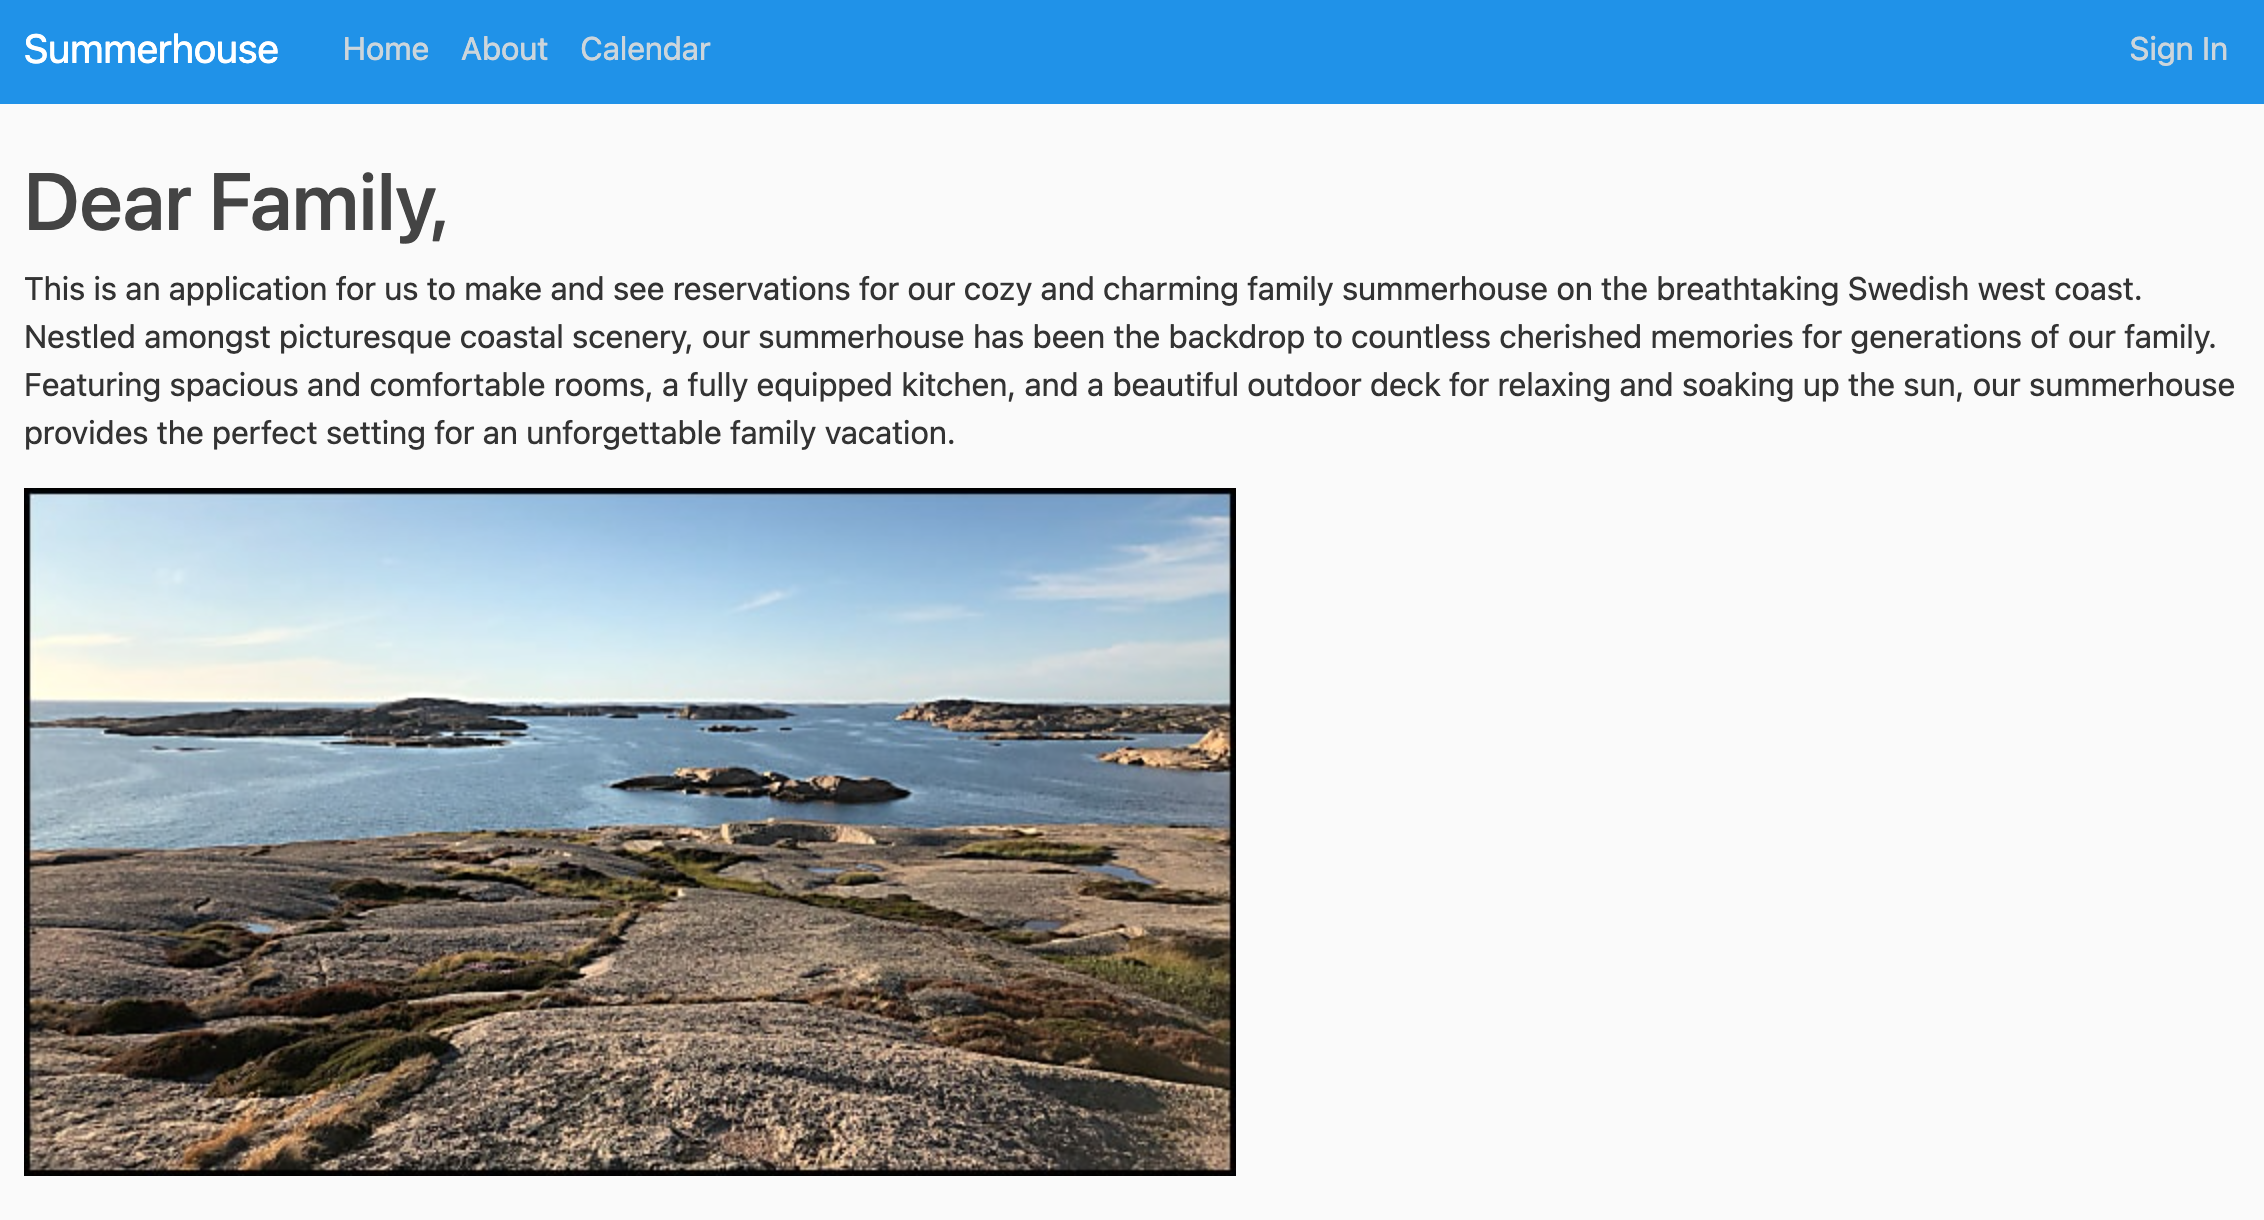 Summerhouse Home About Calendar Sign In
Dear Family,
This is an application for us to make and see reservations for our cozy and charming family summerhouse on the breathtaking Swedish west coast.
Nestled amongst picturesque coastal scenery, our summerhouse has been the backdrop to countless cherished memories for generations of our family.
Featuring spacious and comfortable rooms, a fully equipped kitchen, and a beautiful outdoor deck for relaxing and soaking up the sun, our summerhouse
provides the perfect setting for an unforgettable family vacation.